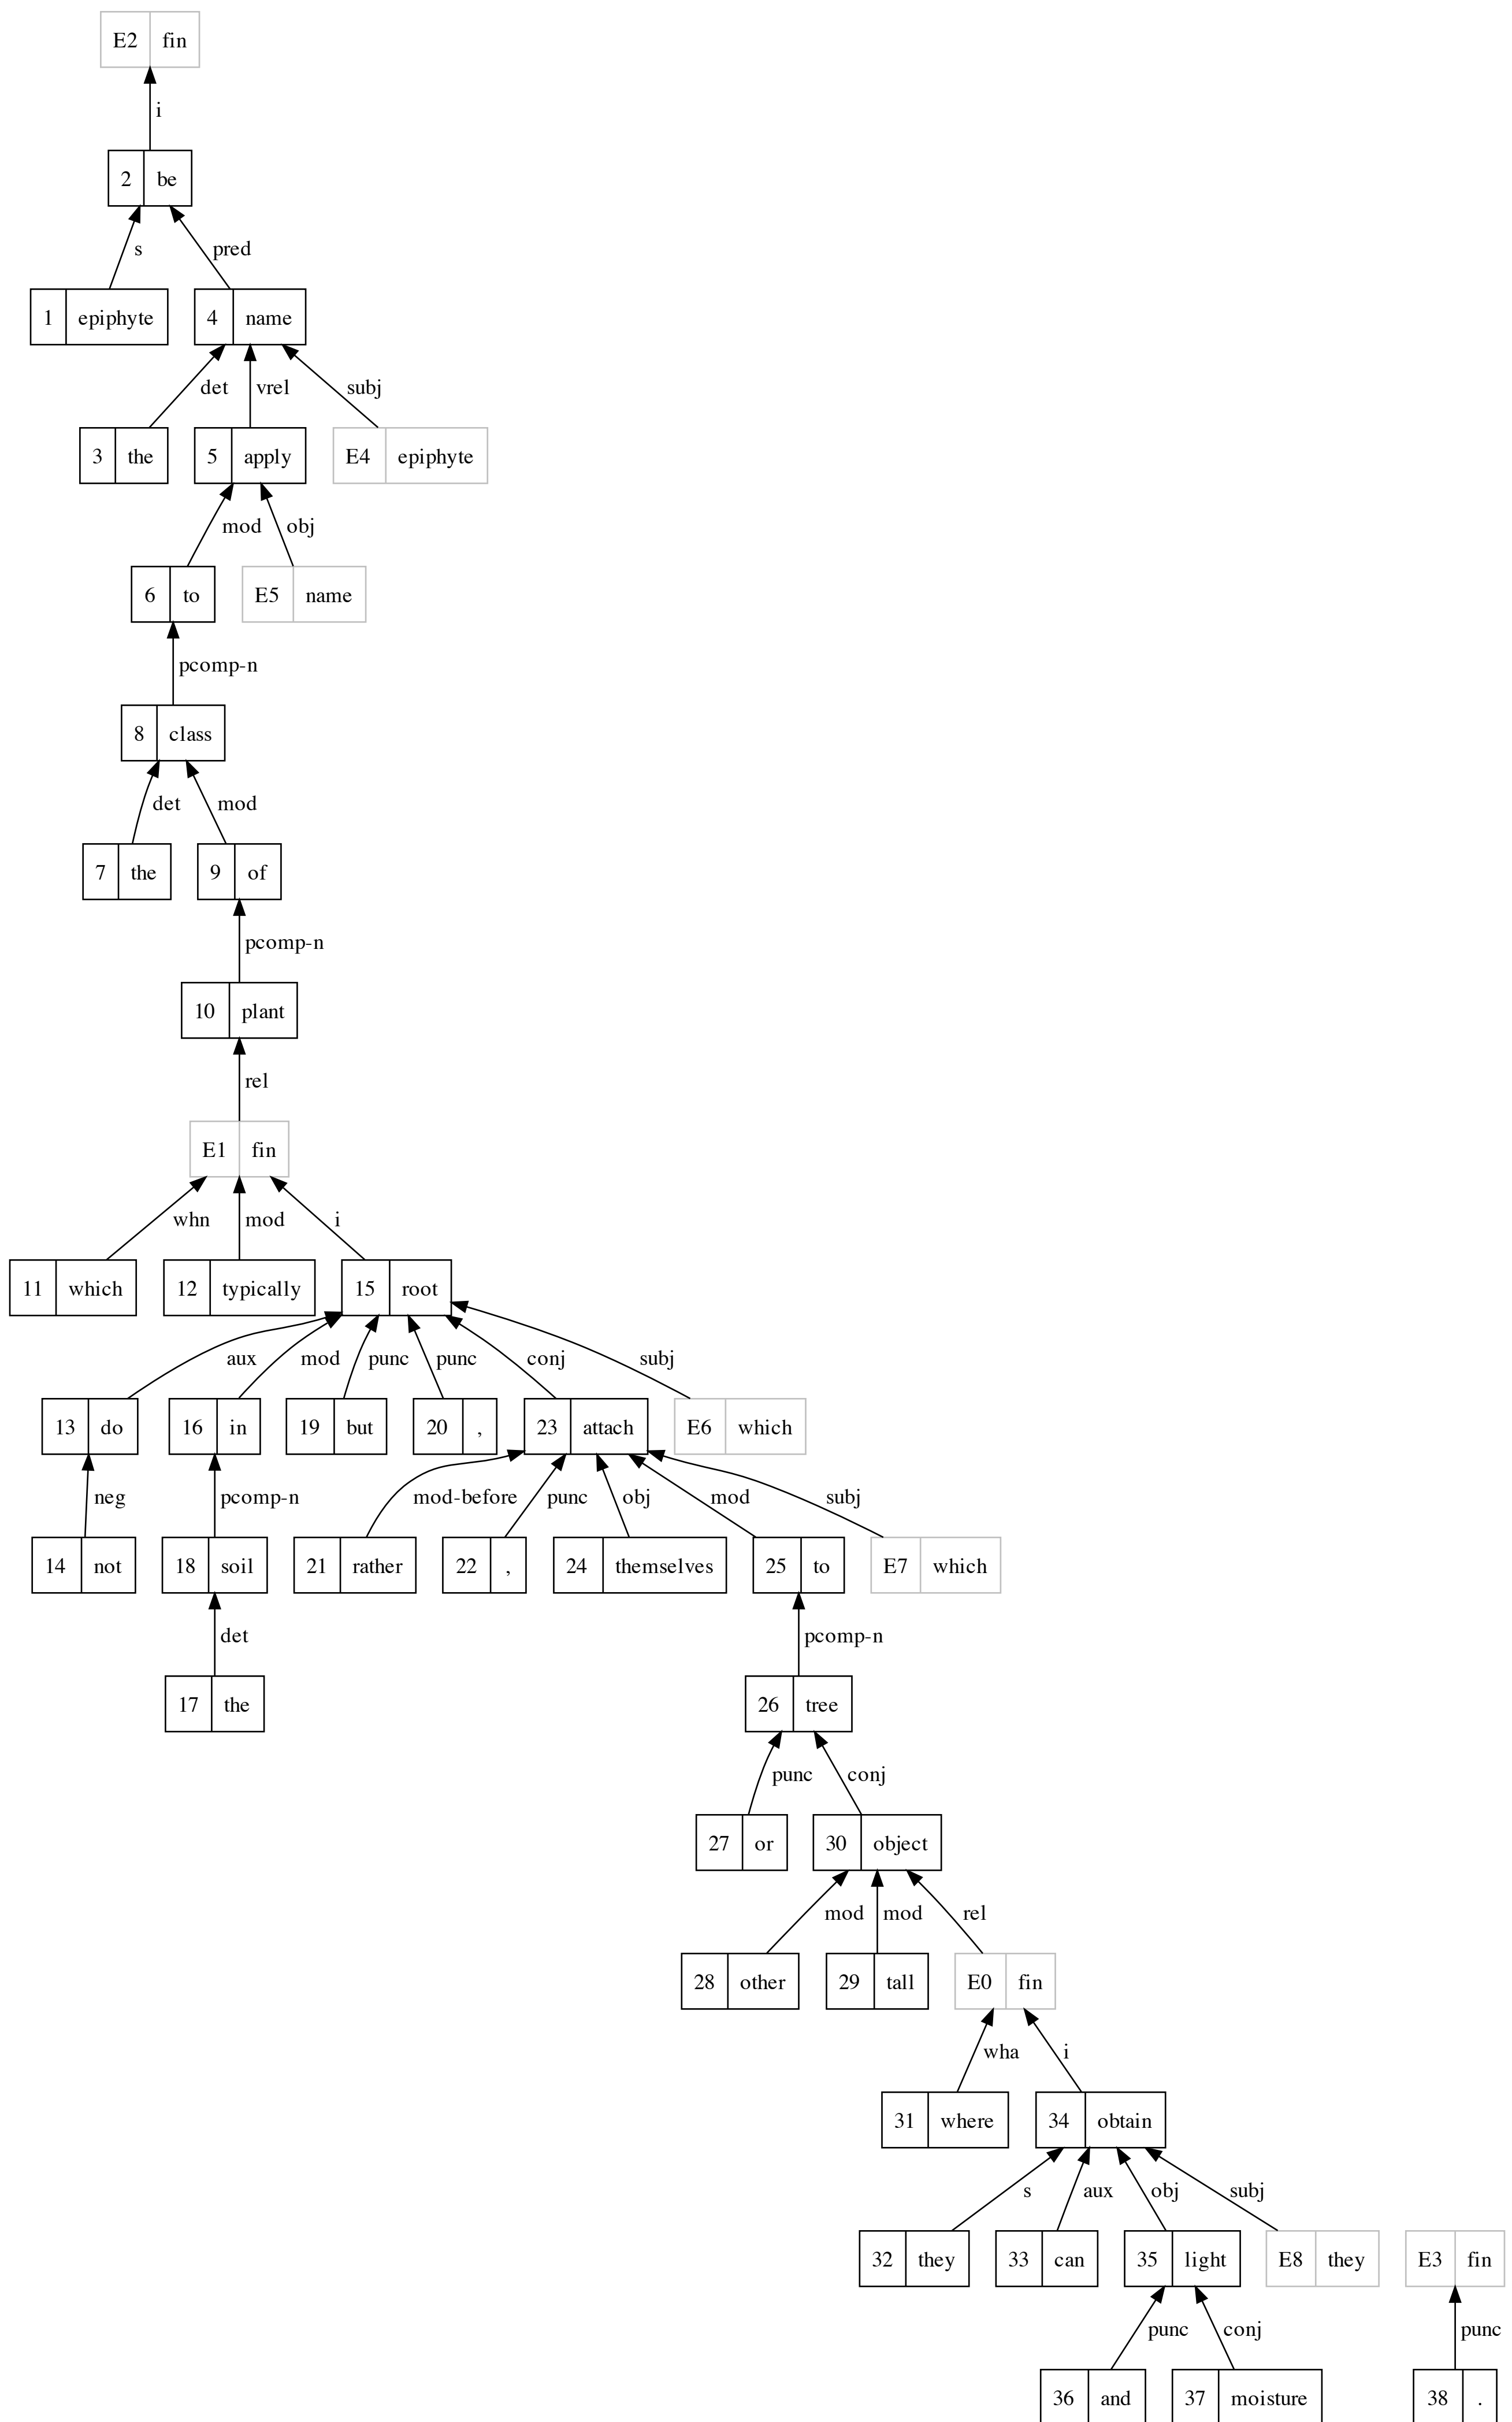 E2 fin
i
2 be
s pred
1 epiphyte 4 name
det vrel subj
3 the 5 apply E4 epiphyte
mod obj
6 to E5 name
pcomp-n
8 class
det mod
7 the 9 of
pcomp-n
10 plant
rel
E1 fin
whn mod i
11 which 12 typically 15 root
aux mod punc punc conj subj
13 do 16 in 19 but 20 , 23 attach E6 which
neg pcomp-n mod-before punc obj mod subj
14 not 18 soil 21 rather 22 , 24 themselves 25 to E7 which
det pcomp-n
17 the 26 tree
punc conj
27 or 30 object
mod mod rel
28 other 29 tall E0 fin
wha i
31 where 34 obtain
s aux obj subj
32 they 33 can 35 light E8 they E3 fin
punc conj punc
36 and 37 moisture 38 .